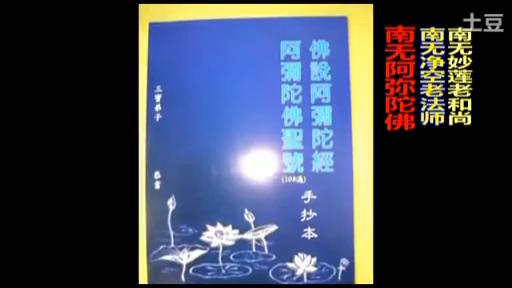 土豆
南无妙莲老和尚
南无净空老法师
南无阿弥陀佛
佛說阿彌陀經
阿彌陀佛聖號
(108遍)
手抄本
三寶弟子
恭書